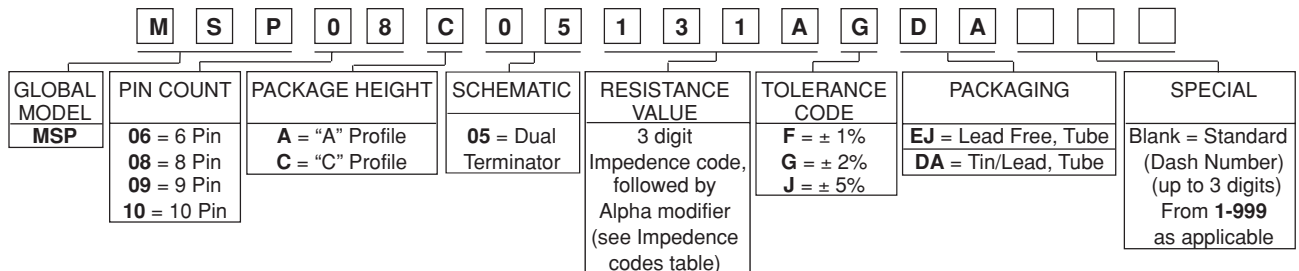 M S P 0 8 C 0 5 1 3 1 A G D A
GLOBAL
MODEL
MSP
PIN COUNT
06 = 6 Pin
08 = 8 Pin
09 = 9 Pin
10 = 10 Pin
PACKAGE HEIGHT
A = “A” Profile
C = “C” Profile
SCHEMATIC
05 = Dual
Terminator
RESISTANCE
VALUE
3 digit
Impedence code,
followed by
Alpha modifier
(see Impedence
codes table)
TOLERANCE
CODE
F = ± 1%
G = ± 2%
J = ± 5%
PACKAGING
EJ = Lead Free, Tube
DA = Tin/Lead, Tube
SPECIAL
Blank = Standard
(Dash Number)
(up to 3 digits)
From 1-999
as applicable